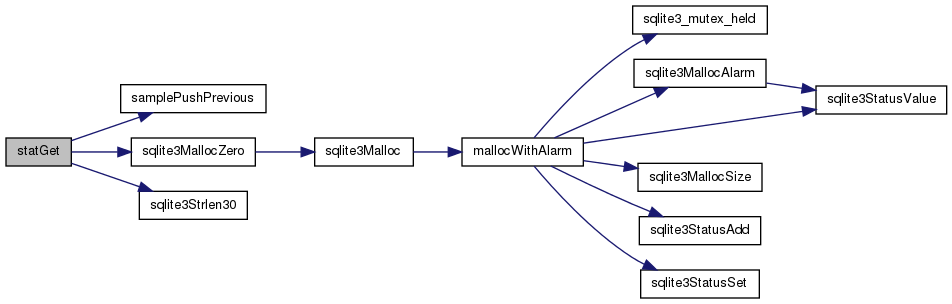 statGet
samplePushPrevious
sqlite3MallocZero
sqlite3Strlen30
sqlite3Malloc
mallocWithAlarm
sqlite3_mutex_held
sqlite3MallocAlarm
sqlite3StatusValue
sqlite3MallocSize
sqlite3StatusAdd
sqlite3StatusSet